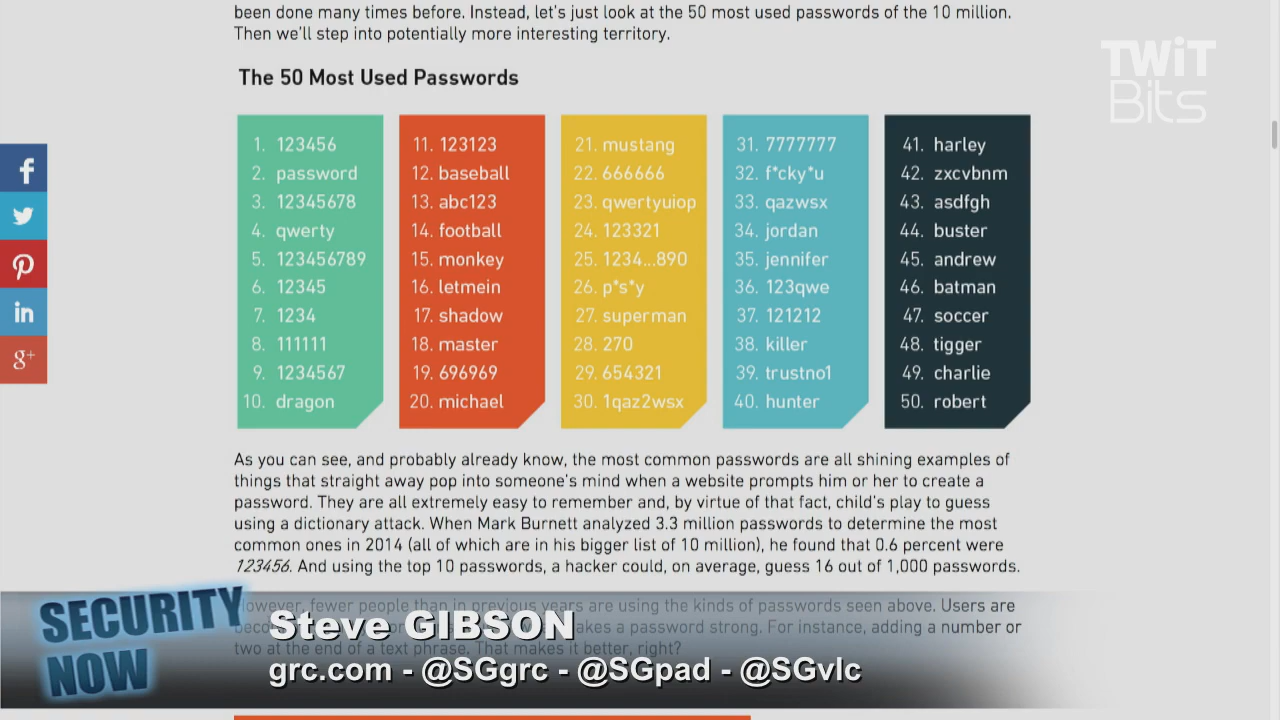 been done many times before. Instead, let's just look at the 50 most used passwords of the 10 million.
Then we'll step into potentially more interesting territory.
TWiT
Bits
The 50 Most Used Passwords
1. 123456
2. password
3. 12345678
4. qwerty
5. 123456789
6. 12345
7. 1234
8. 111111
9. 1234567
10. dragon
11. 123123
12. baseball
13. abc123
14. football
15. monkey
16. letmein
17. shadow
18. master
19. 696969
20. michael
21. mustang
22. 666666
23. qwertyuiop
24. 123321
25. 1234...890
26. p*s*y
27. superman
28. 270
29. 654321
30. 1qaz2wsx
31. 7777777
32. f*cky*u
33. qazwsx
34. jordan
35. jennifer
36. 123qwe
37. 121212
38. killer
39. trustno1
40. hunter
41. harley
42. zxcvbnm
43. asdfgh
44. buster
45. andrew
46. batman
47. soccer
48. tigger
49. charlie
50. robert
f
in
g+
As you can see, and probably already know, the most common passwords are all shining examples of
things that straight away pop into someone's mind when a website prompts him or her to create a
password. They are all extremely easy to remember and, by virtue of that fact, child's play to guess
using a dictionary attack. When Mark Burnett analyzed 3.3 million passwords to determine the most
common ones in 2014 (all of which are in his bigger list of 10 million), he found that 0.6 percent were
123456. And using the top 10 passwords, a hacker could, on average, guess 16 out of 1,000 passwords.
However, fewer people than in previous years are using the kinds of passwords seen above. Users are
akes a password strong. For instance, adding a number or
two at the end of a text phrase. That makes it better, right?
SECURITY
NOW
Steve GIBSON
grc.com - @SGgrc - @SGpad - @SGvlc